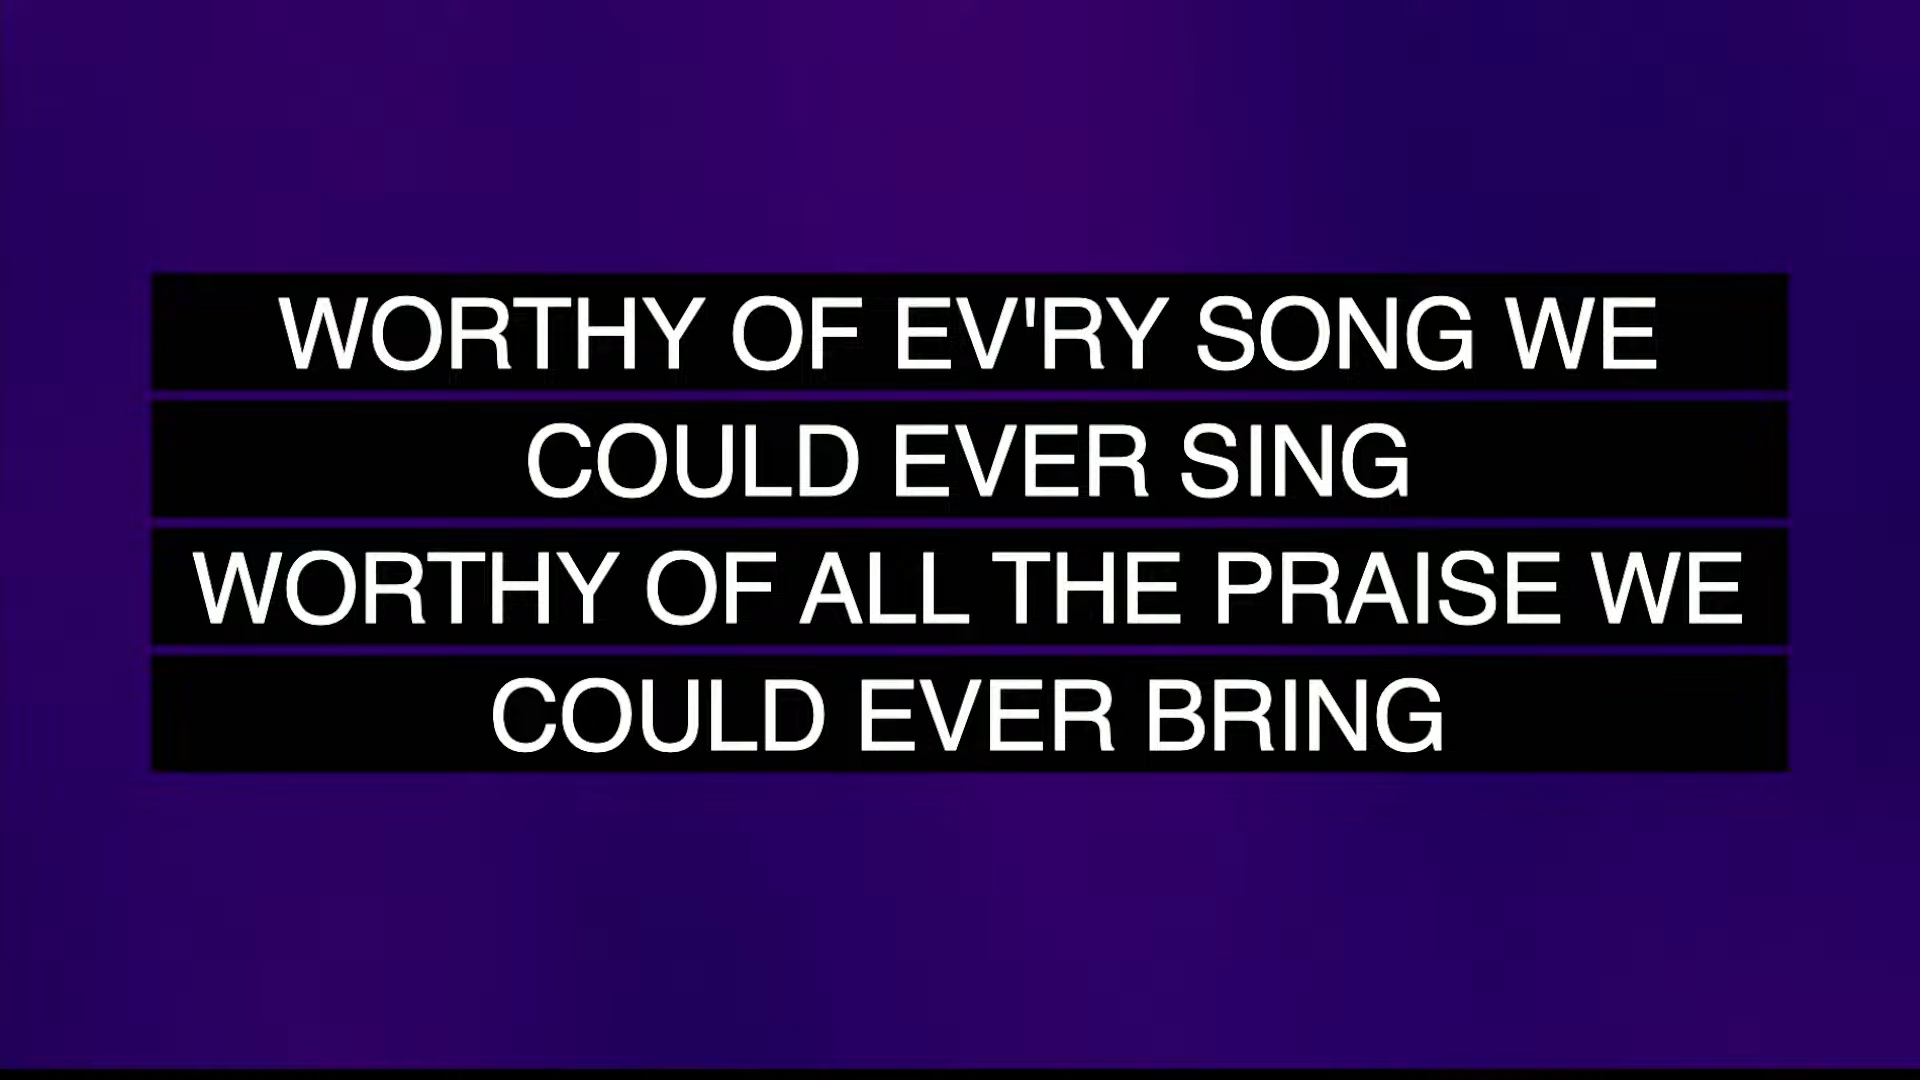 WORTHY OF EV'RY SONG WE
COULD EVER SING
WORTHY OF ALL THE PRAISE WE
COULD EVER BRING